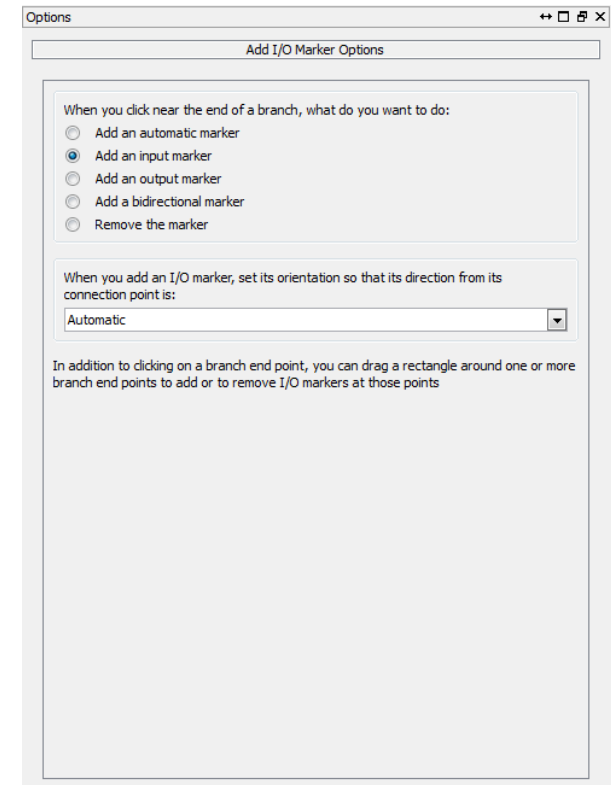 Options
Add I/O Marker Options
When you click near the end of a branch, what do you want to do:
Add an automatic marker
Add an input marker
Add an output marker
Add a bidirectional marker
Remove the marker
When you add an I/O marker, set its orientation so that its direction from its
connection point is:
Automatic
In addition to clicking on a branch end point, you can drag a rectangle around one or more
branch end points to add or to remove I/O markers at those points